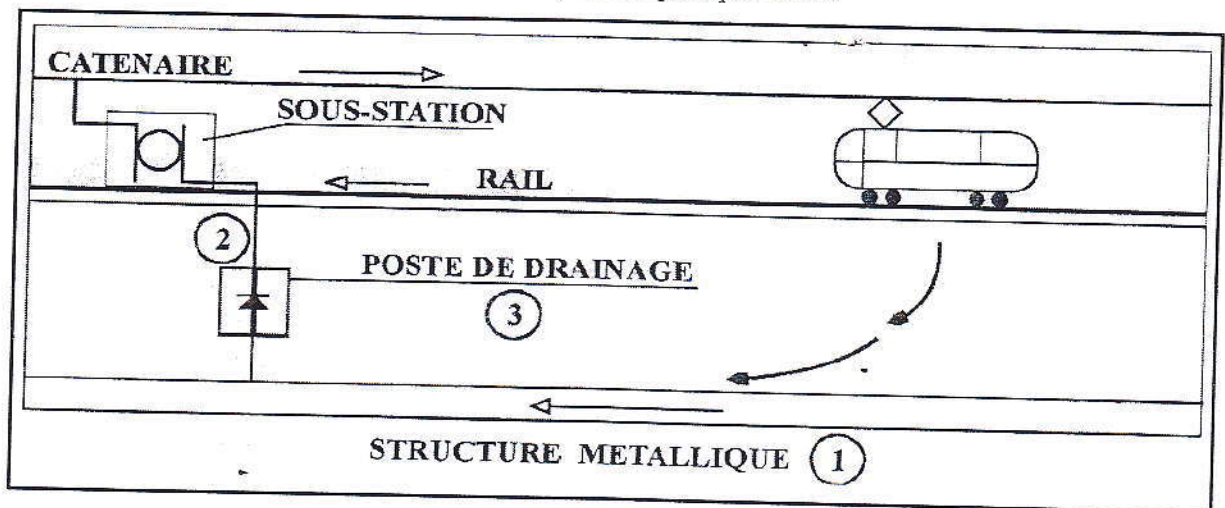 CATENAIRE
SOUS-STATION
RAIL
2
POSTE DE DRAINAGE
3
STRUCTURE METALLIQUE 1